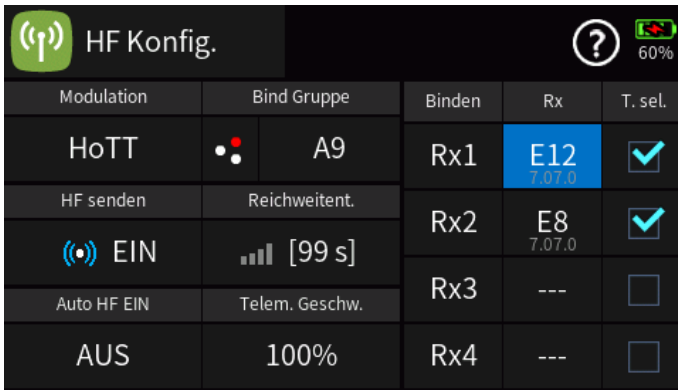 HF Konfig.
?
60%
Modulation
Bind Gruppe
Binden
Rx
T. sel.
HoTT
A9
Rx1
E12
7.07.0
HF senden
Reichweitent.
EIN
[99 s]
Rx2
E8
7.07.0
Auto HF EIN
Telem. Geschw.
Rx3
---
AUS
100%
Rx4
---